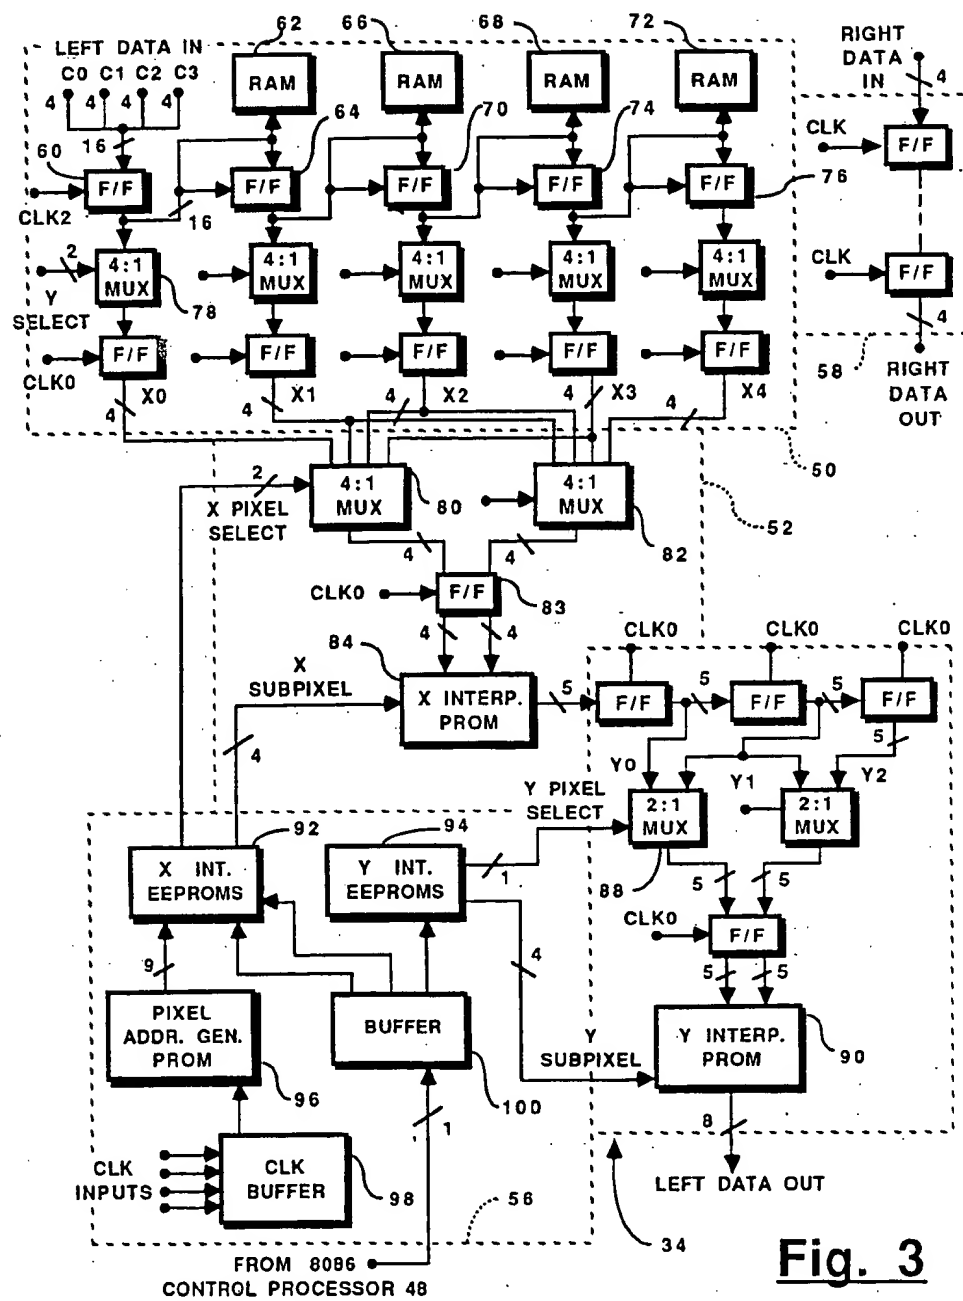 LEFT DATA IN
C0 C1 C2 C3
4 4 4 4
16
62
RAM
66
RAM
68
RAM
72
RAM
RIGHT
DATA
IN
4
60
F/F
CLK2
64
F/F
70
F/F
74
F/F
76
F/F
CLK
F/F
16
2
Y
SELECT
4:1
MUX
78
4:1
MUX
4:1
MUX
4:1
MUX
4:1
MUX
CLK
F/F
4
CLK0
F/F
F/F
F/F
F/F
F/F
58
RIGHT
DATA
OUT
X0
4
X1
4
X2
4
X3
4
X4
4
50
2
X PIXEL
SELECT
4:1
MUX
80
4:1
MUX
82
52
4
4
CLK0
F/F
83
4
4
84
X
SUBPIXEL
X INTERP.
PROM
5
4
CLK0
CLK0
CLK0
F/F
5
F/F
5
F/F
5
Y0
Y1
Y2
Y PIXEL
SELECT
2:1
MUX
2:1
MUX
88
5
5
92
94
X INT.
EEPROMS
Y INT.
EEPROMS
1
CLK0
F/F
5
5
4
9
PIXEL
ADDR. GEN.
PROM
96
BUFFER
100
Y
SUBPIXEL
Y INTERP.
PROM
90
1
8
LEFT DATA OUT
CLK
INPUTS
CLK
BUFFER
98
56
34
FROM 8086
CONTROL PROCESSOR 48
Fig. 3